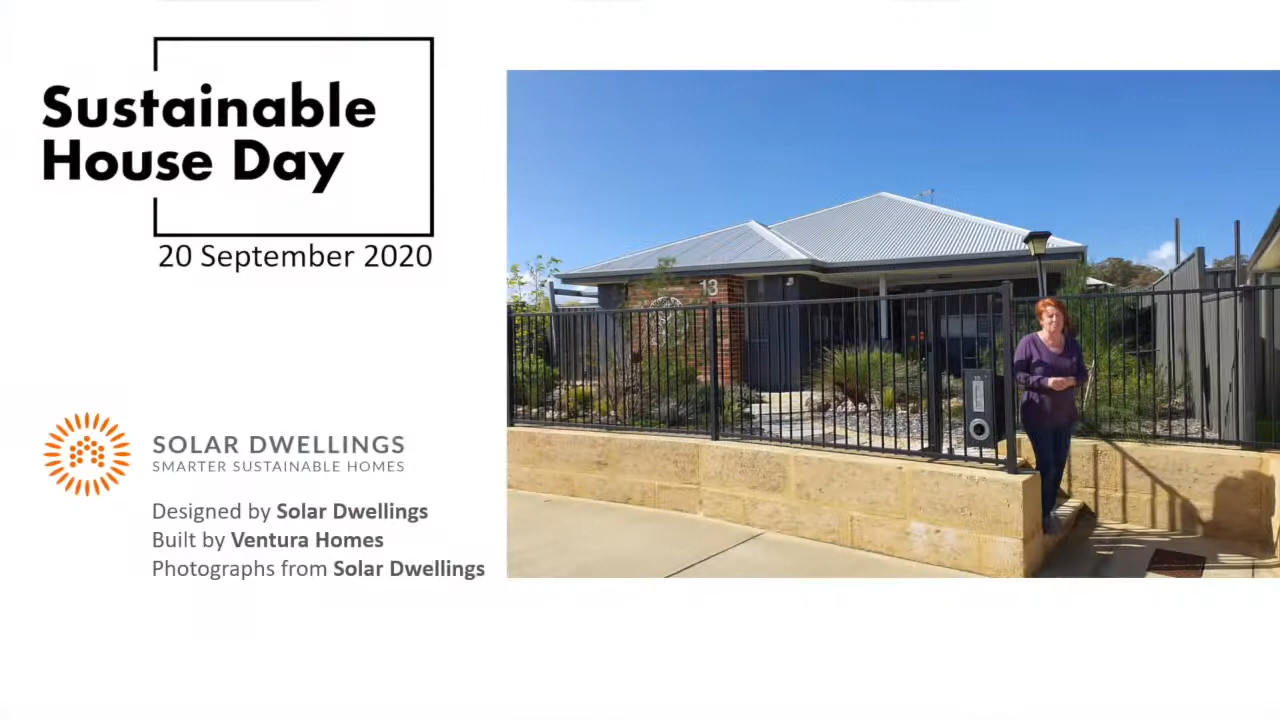 Sustainable
House Day
20 September 2020
SOLAR DWELLINGS
SMARTER SUSTAINABLE HOMES
Designed by Solar Dwellings
Built by Ventura Homes
Photographs from Solar Dwellings
13